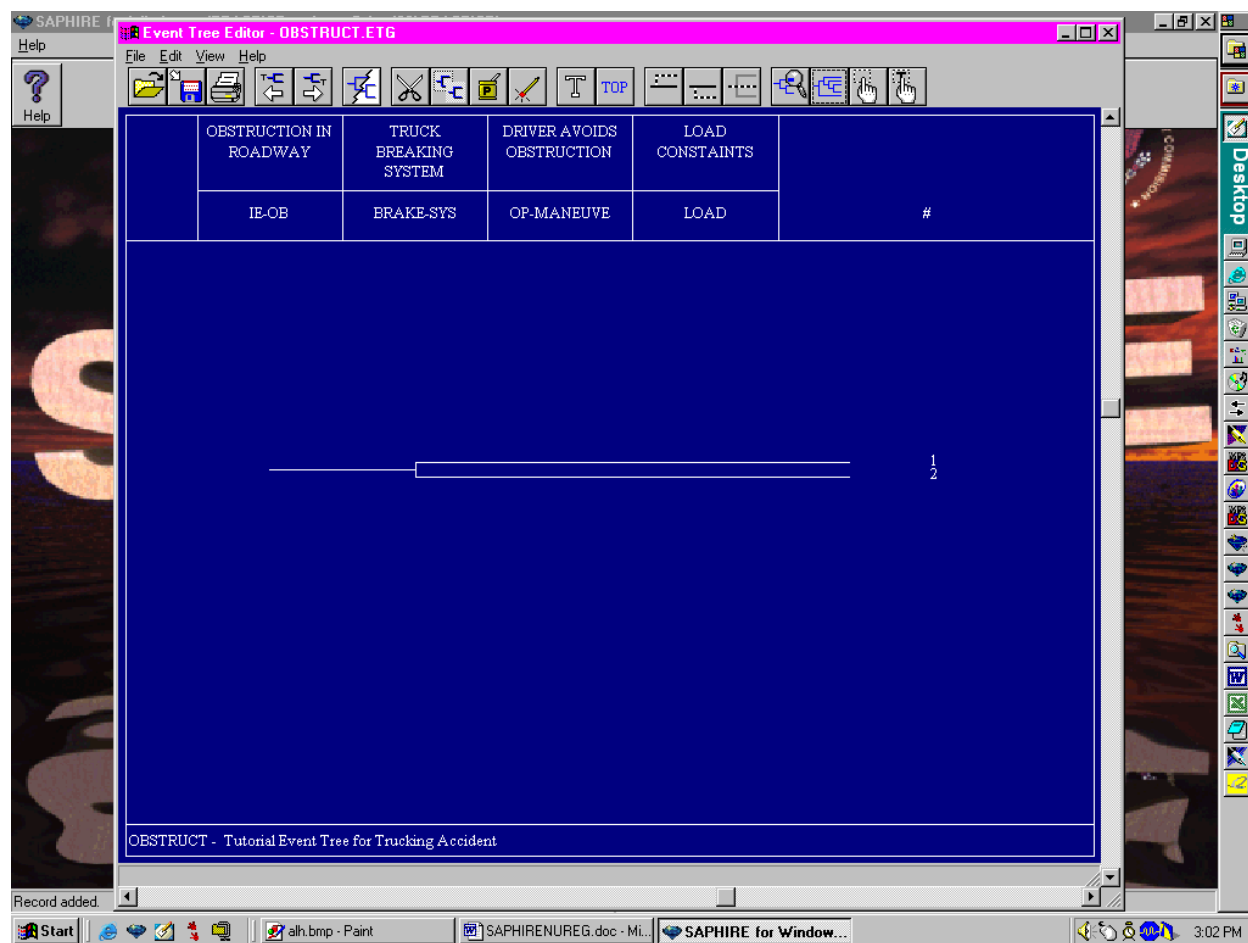 SAPHIRE f
Event Tree Editor - OBSTRUCT.ETG
Help
File Edit View Help
T T P T TOP T
Help
OBSTRUCTION IN
ROADWAY
TRUCK
BREAKING
SYSTEM
DRIVER AVOIDS
OBSTRUCTION
LOAD
CONSTAINTS
IE-OB
BRAKE-SYS
OP-MANEUVE
LOAD
#
1
2
OBSTRUCT - Tutorial Event Tree for Trucking Accident
Record added.
Desktop
COMMISION
Start
alh.bmp - Paint
SAPHIRENUREG.doc - Mi...
SAPHIRE for Window...
3:02 PM